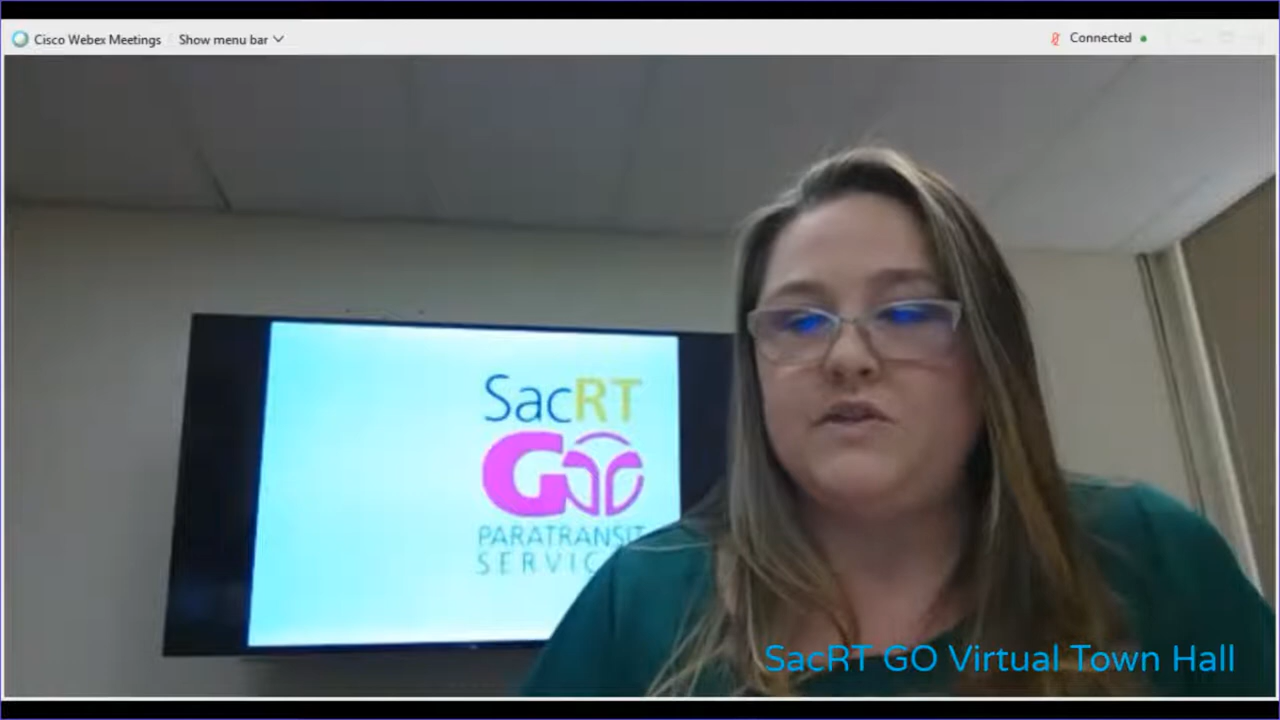 Cisco Webex Meetings
Show menu bar
Connected
SacRT
GO
PARATRANSIT
SERVIC
SacRT GO Virtual Town Hall